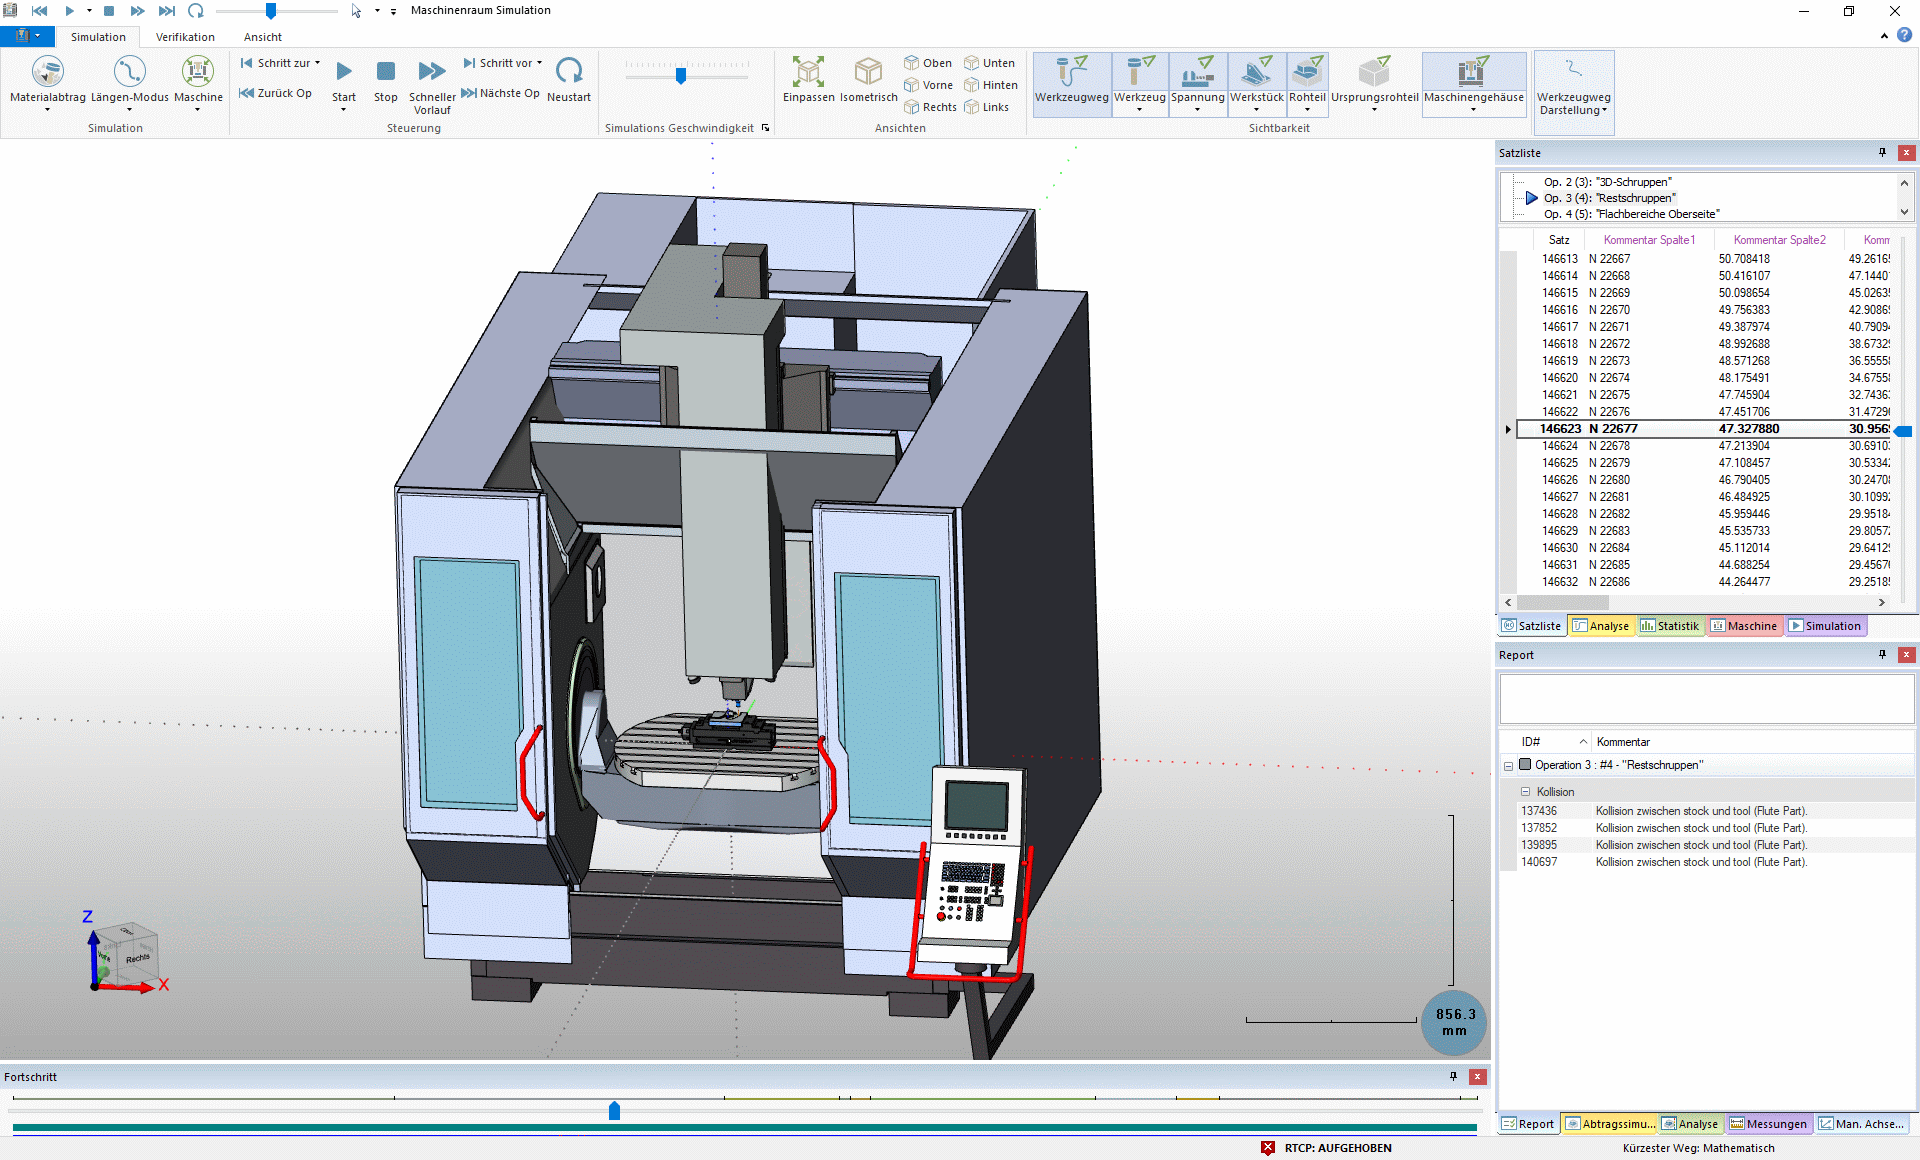 Maschinenraum Simulation
Simulation Verifikation Ansicht
Materialabtrag Längen-Modus Maschine
Simulation
Schritt zur
Zurück Op
Start Stop Schneller Vorlauf
Schritt vor
Nächste Op
Neustart
Steuerung
Simulations Geschwindigkeit
Einpassen Isometrisch
Oben Unten
Vorne Hinten
Rechts Links
Ansichten
Werkzeugweg Werkzeug Spannung Werkstück Rohteil Ursprungsrohteil Maschinengehäuse
Sichtbarkeit
Werkzeugweg
Darstellung
Satzliste
Op. 2 (3): "3D-Schruppen"
Op. 3 (4): "Restschruppen"
Op. 4 (5): "Flachbereiche Oberseite"
Satz Kommentar Spalte1 Kommentar Spalte2 Komm
146613 N 22667 50.708418 49.2616
146614 N 22668 50.416107 47.1440
146615 N 22669 50.098654 45.0263
146616 N 22670 49.756383 42.9086
146617 N 22671 49.387974 40.7909
146618 N 22672 48.992688 38.6732
146619 N 22673 48.571268 36.5555
146620 N 22674 48.175491 34.6755
146621 N 22675 47.745904 32.7436
146622 N 22676 47.451706 31.4729
146623 N 22677 47.327880 30.956
146624 N 22678 47.213904 30.6910
146625 N 22679 47.108457 30.5334
146626 N 22680 46.790405 30.2470
146627 N 22681 46.484925 30.1099
146628 N 22682 45.959446 29.9518
146629 N 22683 45.535733 29.8057
146630 N 22684 45.112014 29.6412
146631 N 22685 44.688254 29.4567
146632 N 22686 44.264477 29.2518
Satzliste Analyse Statistik Maschine Simulation
Report
ID# Kommentar
Operation 3 : #4 - "Restschruppen"
Kollision
137436 Kollision zwischen stock und tool (Flute Part).
137852 Kollision zwischen stock und tool (Flute Part).
139895 Kollision zwischen stock und tool (Flute Part).
140697 Kollision zwischen stock und tool (Flute Part).
Z
Rechts
X
856.3
mm
Fortschritt
Report Abtragssimu... Analyse Messungen Man. Achse...
RTCP: AUFGEHOBEN
Kürzester Weg: Mathematisch